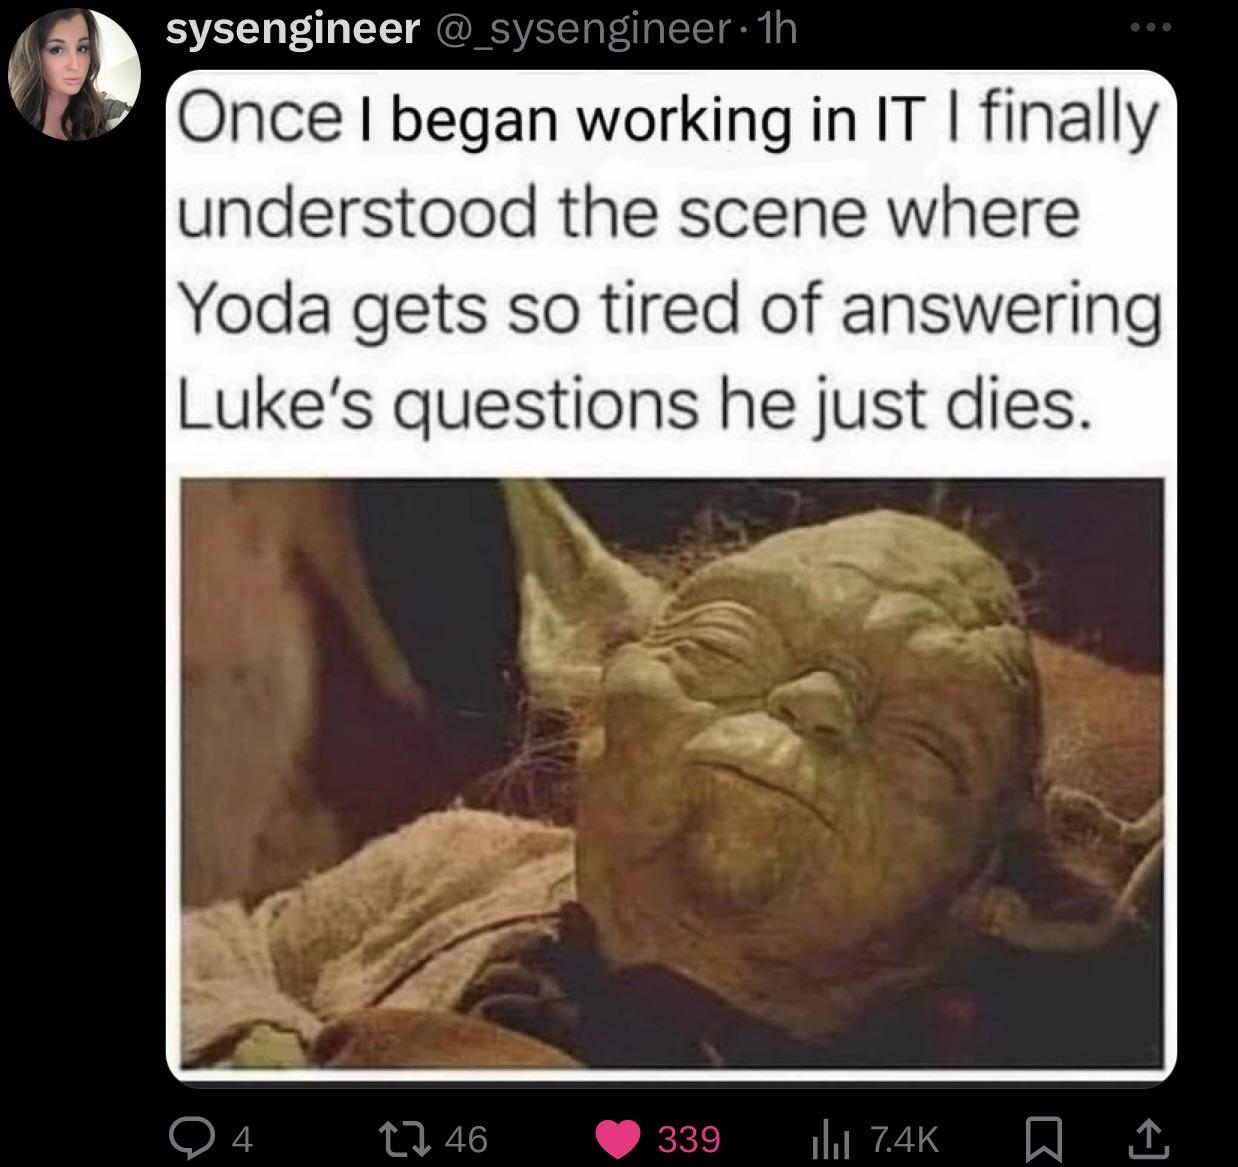 sysengineer @_sysengineer · 1h
Once I began working in IT I finally
understood the scene where
Yoda gets so tired of answering
Luke's questions he just dies.
4 46 339 7.4K